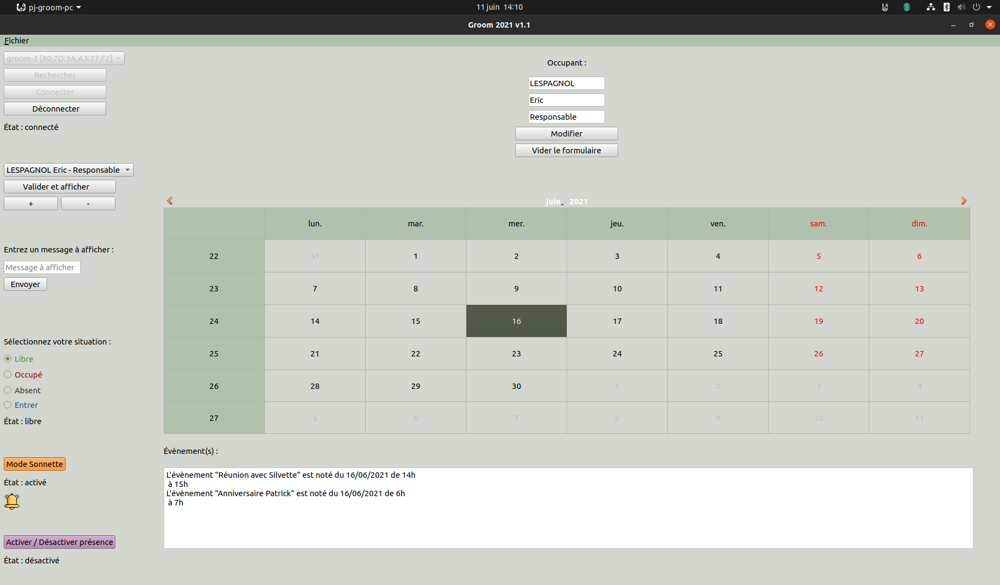 pj-groom-pc
11 juin 14:10
Groom 2021 v1.1
Fichier
groom-2 [80:7D:3A:A3:27:F2]
Rechercher
Connecter
Déconnecter
État : connecté
LESPAGNOL Eric - Responsable
Valider et afficher
+ -
Entrez un message à afficher :
Message à afficher
Envoyer
Sélectionnez votre situation :
Libre
Occupé
Absent
Entrer
État : libre
Mode Sonnette
État : activé
Activer / Désactiver présence
État : désactivé
Occupant :
LESPAGNOL
Eric
Responsable
Modifier
Vider le formulaire
juin 2021
lun. mar. mer. jeu. ven. sam. dim.
22 31 1 2 3 4 5 6
23 7 8 9 10 11 12 13
24 14 15 16 17 18 19 20
25 21 22 23 24 25 26 27
26 28 29 30 1 2 3 4
27 5 6 7 8 9 10 11
Évènement(s) :
L'évènement "Réunion avec Silvette" est noté du 16/06/2021 de 14h
à 15h
L'évènement "Anniversaire Patrick" est noté du 16/06/2021 de 6h
à 7h